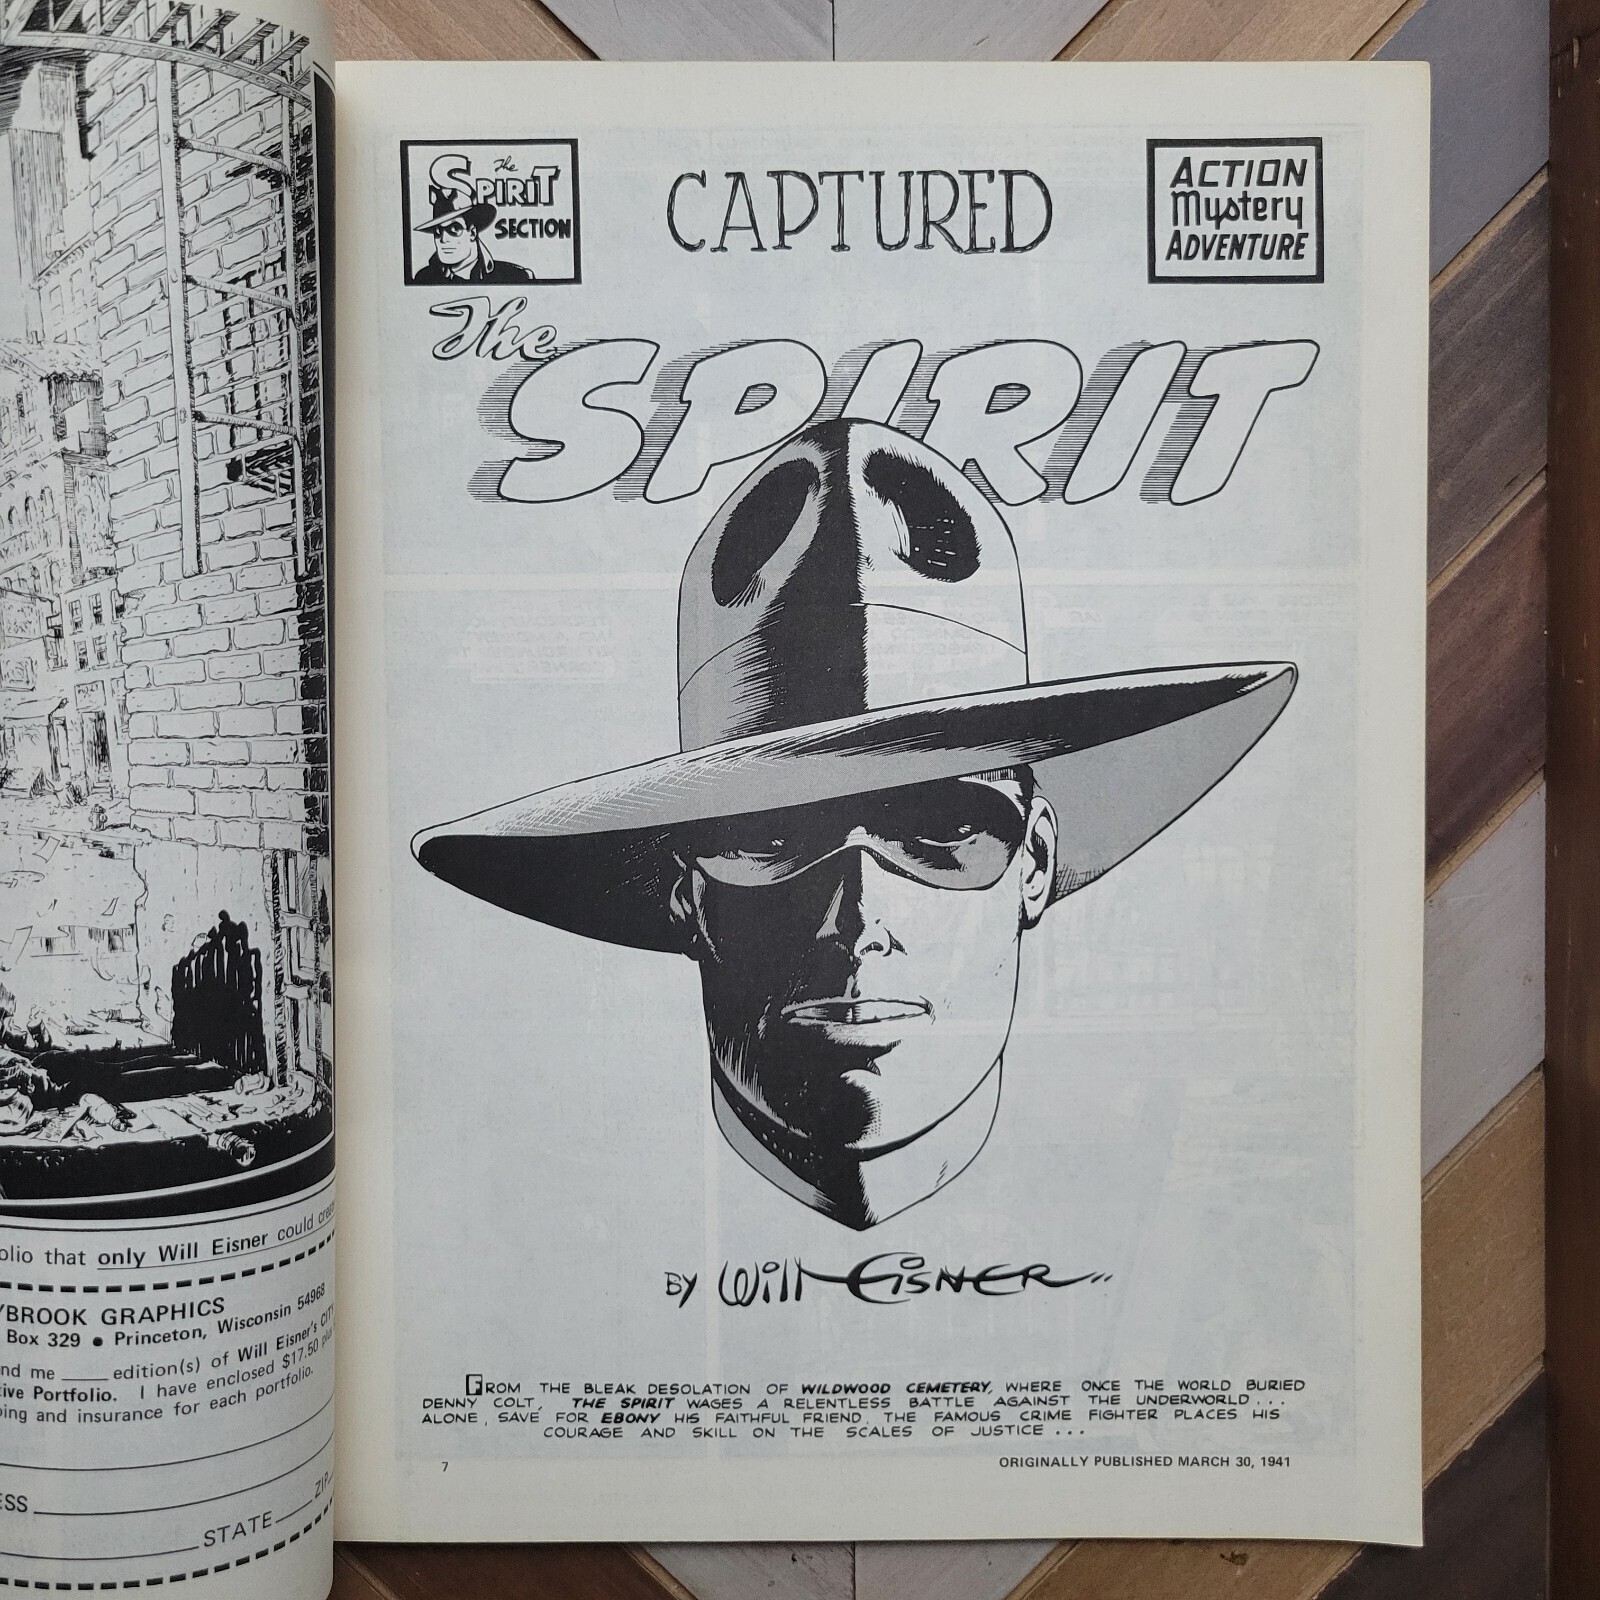 olio that only Will Eisner could
YBROOK GRAPHICS
Box 329 • Princeton, Wisconsin 54968
nd me ____ edition(s) of Will Eisner's CITY
tive Portfolio. I have enclosed $17.50 plus
ping and insurance for each portfolio.
ESS
STATE ZIP
The SPIRIT SECTION
CAPTURED
ACTION
Mystery
ADVENTURE
The
SPIRIT
BY Will EISNER
FROM THE BLEAK DESOLATION OF WILDWOOD CEMETERY, WHERE ONCE THE WORLD BURIED
DENNY COLT, THE SPIRIT WAGES A RELENTLESS BATTLE AGAINST THE UNDERWORLD...
ALONE, SAVE FOR EBONY HIS FAITHFUL FRIEND, THE FAMOUS CRIME FIGHTER PLACES HIS
COURAGE AND SKILL ON THE SCALES OF JUSTICE...
7
ORIGINALLY PUBLISHED MARCH 30, 1941